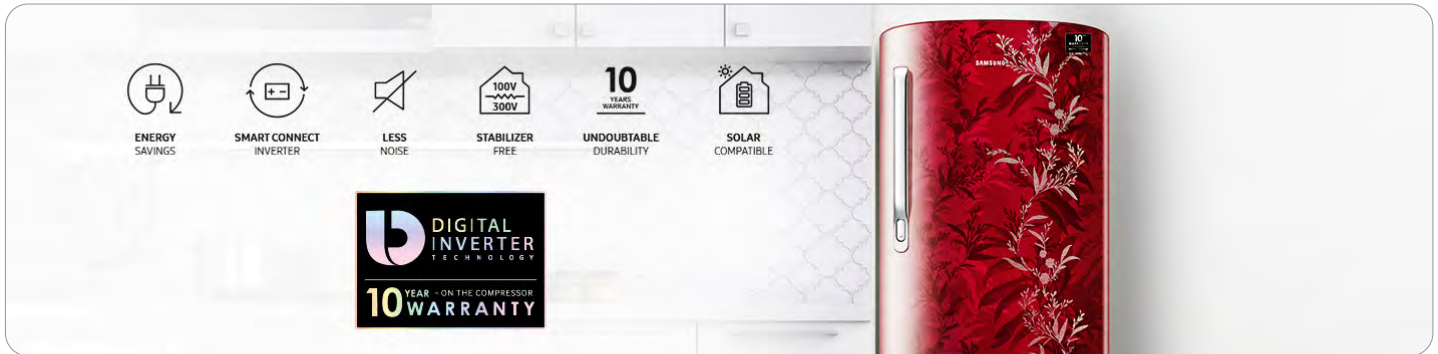 ENERGY
SAVINGS
SMART CONNECT
INVERTER
LESS
NOISE
100V
300V
STABILIZER
FREE
10
YEARS
WARRANTY
UNDOUBTABLE
DURABILITY
SOLAR
COMPATIBLE
DIGITAL
INVERTER
TECHNOLOGY
10 YEAR - ON THE COMPRESSOR
WARRANTY
SAMSUNG
10